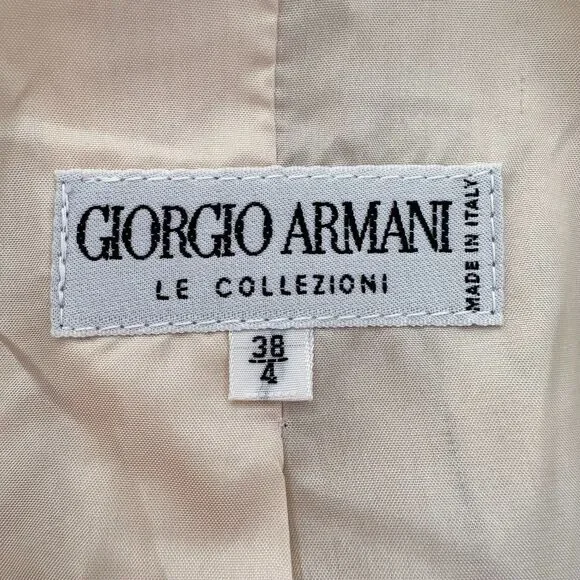 GIORGIO ARMANI
LE COLLEZIONI
MADE IN ITALY
38
4